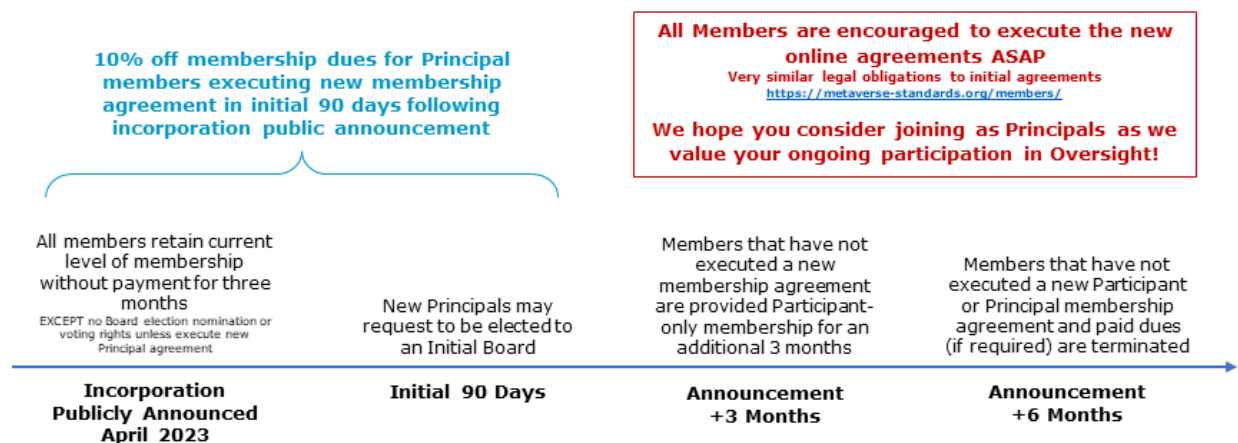 10% off membership dues for Principal
members executing new membership
agreement in initial 90 days following
incorporation public announcement
All Members are encouraged to execute the new
online agreements ASAP
Very similar legal obligations to initial agreements
https://metaverse-standards.org/members/
We hope you consider joining as Principals as we
value your ongoing participation in Oversight!
All members retain current
level of membership
without payment for three
months
EXCEPT no Board election nomination or
voting rights unless execute new
Principal agreement
New Principals may
request to be elected to
an Initial Board
Members that have not
executed a new
membership agreement
are provided Participant-
only membership for an
additional 3 months
Members that have not
executed a new Participant
or Principal membership
agreement and paid dues
(if required) are terminated
Incorporation
Publicly Announced
April 2023
Initial 90 Days
Announcement
+3 Months
Announcement
+6 Months